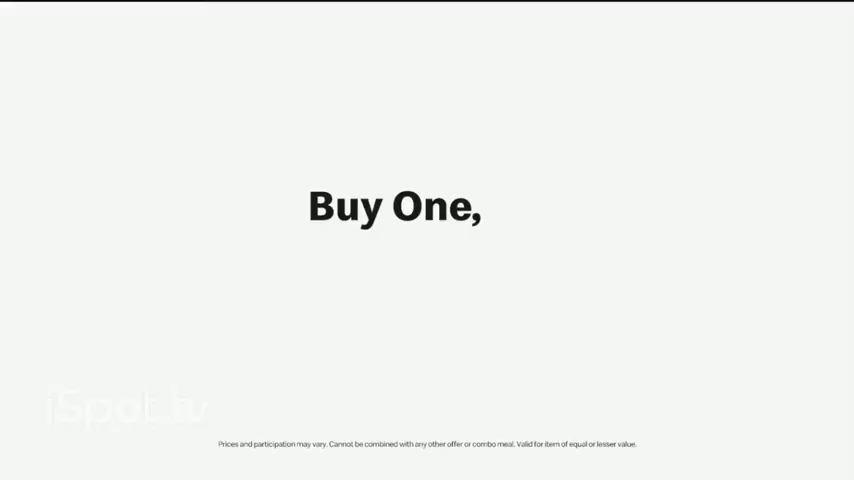 Buy One,
iSpot.tv
Prices and participation may vary. Cannot be combined with any other offer or combo meal. Valid for item of equal or lesser value.